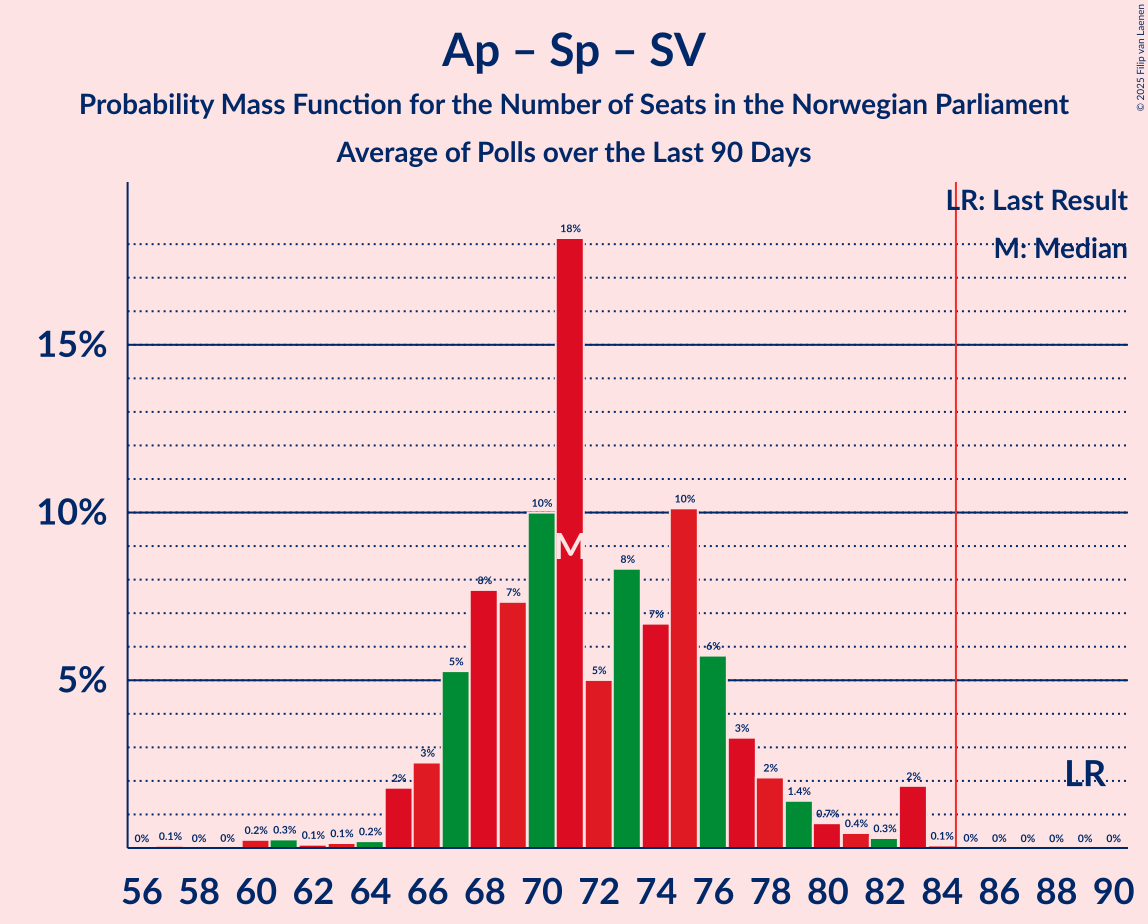 Ap – Sp – SV
Probability Mass Function for the Number of Seats in the Norwegian Parliament
Average of Polls over the Last 90 Days
© 2025 Filip van Laenen
LR: Last Result
M: Median
15%
10%
5%
0% 0.1% 0% 0% 0.2% 0.3% 0.1% 0.1% 0.2% 2% 3% 5% 8% 7% 10% 18% 5% 8% 7% 10% 6% 3% 2% 1.4% 0.7% 0.4% 0.3% 2% 0.1% 0% 0% 0% 0% 0% 0%
M
LR
56 58 60 62 64 66 68 70 72 74 76 78 80 82 84 86 88 90